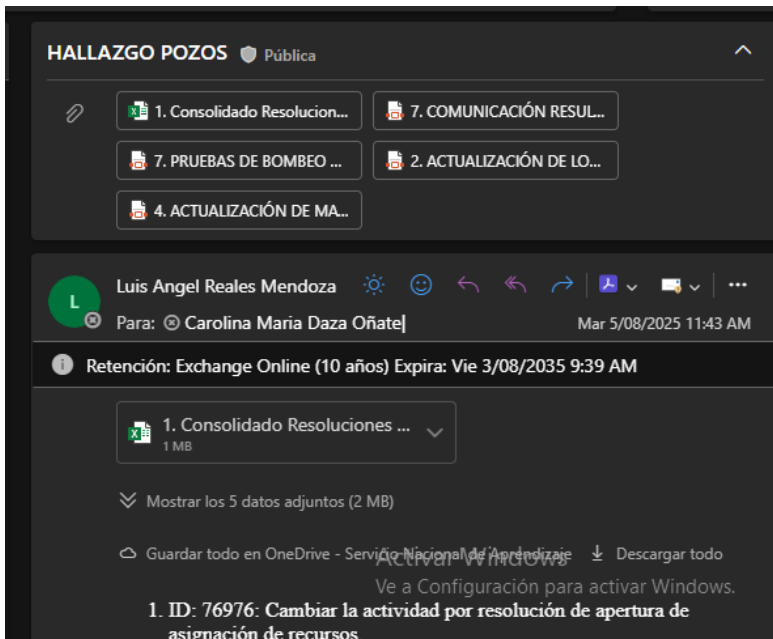 HALLAZGO POZOS Pública
1. Consolidado Resolucion...
7. COMUNICACIÓN RESUL...
7. PRUEBAS DE BOMBEO ...
2. ACTUALIZACIÓN DE LO...
4. ACTUALIZACIÓN DE MA...
L
Luis Angel Reales Mendoza
Para: Carolina Maria Daza Oñate
Mar 5/08/2025 11:43 AM
Retención: Exchange Online (10 años) Expira: Vie 3/08/2035 9:39 AM
1. Consolidado Resoluciones ...
1 MB
Mostrar los 5 datos adjuntos (2 MB)
Guardar todo en OneDrive - Servicio Nacional de Aprendizaje
Descargar todo
Activar Windows
Ve a Configuración para activar Windows.
1. ID: 76976: Cambiar la actividad por resolución de apertura de
asignación de recursos